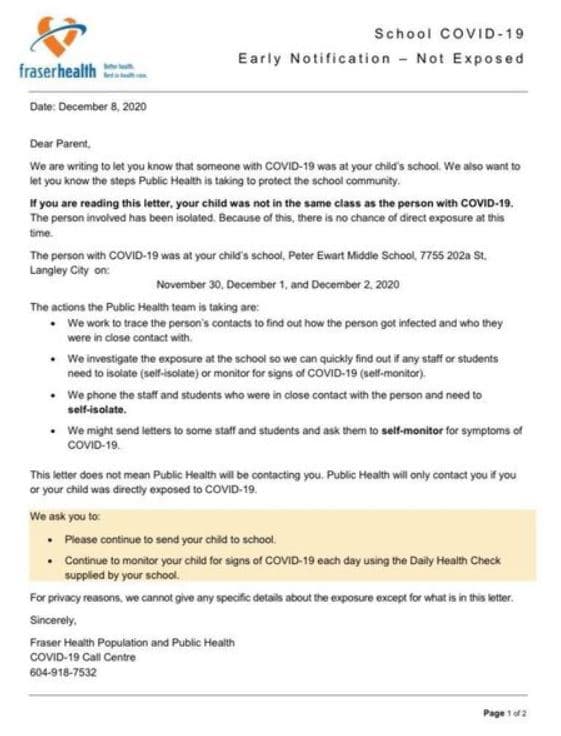 School COVID-19
fraserhealth
Better health.
Best in health care.
Early Notification – Not Exposed
Date: December 8, 2020
Dear Parent,
We are writing to let you know that someone with COVID-19 was at your child's school. We also want to
let you know the steps Public Health is taking to protect the school community.
If you are reading this letter, your child was not in the same class as the person with COVID-19.
The person involved has been isolated. Because of this, there is no chance of direct exposure at this
time.
The person with COVID-19 was at your child's school, Peter Ewart Middle School, 7755 202a St,
Langley City on:
November 30, December 1, and December 2, 2020
The actions the Public Health team is taking are:
• We work to trace the person's contacts to find out how the person got infected and who they
were in close contact with.
• We investigate the exposure at the school so we can quickly find out if any staff or students
need to isolate (self-isolate) or monitor for signs of COVID-19 (self-monitor).
• We phone the staff and students who were in close contact with the person and need to
self-isolate.
• We might send letters to some staff and students and ask them to self-monitor for symptoms of
COVID-19.
This letter does not mean Public Health will be contacting you. Public Health will only contact you if you
or your child was directly exposed to COVID-19.
We ask you to:
• Please continue to send your child to school.
• Continue to monitor your child for signs of COVID-19 each day using the Daily Health Check
supplied by your school.
For privacy reasons, we cannot give any specific details about the exposure except for what is in this letter.
Sincerely,
Fraser Health Population and Public Health
COVID-19 Call Centre
604-918-7532
Page 1 of 2